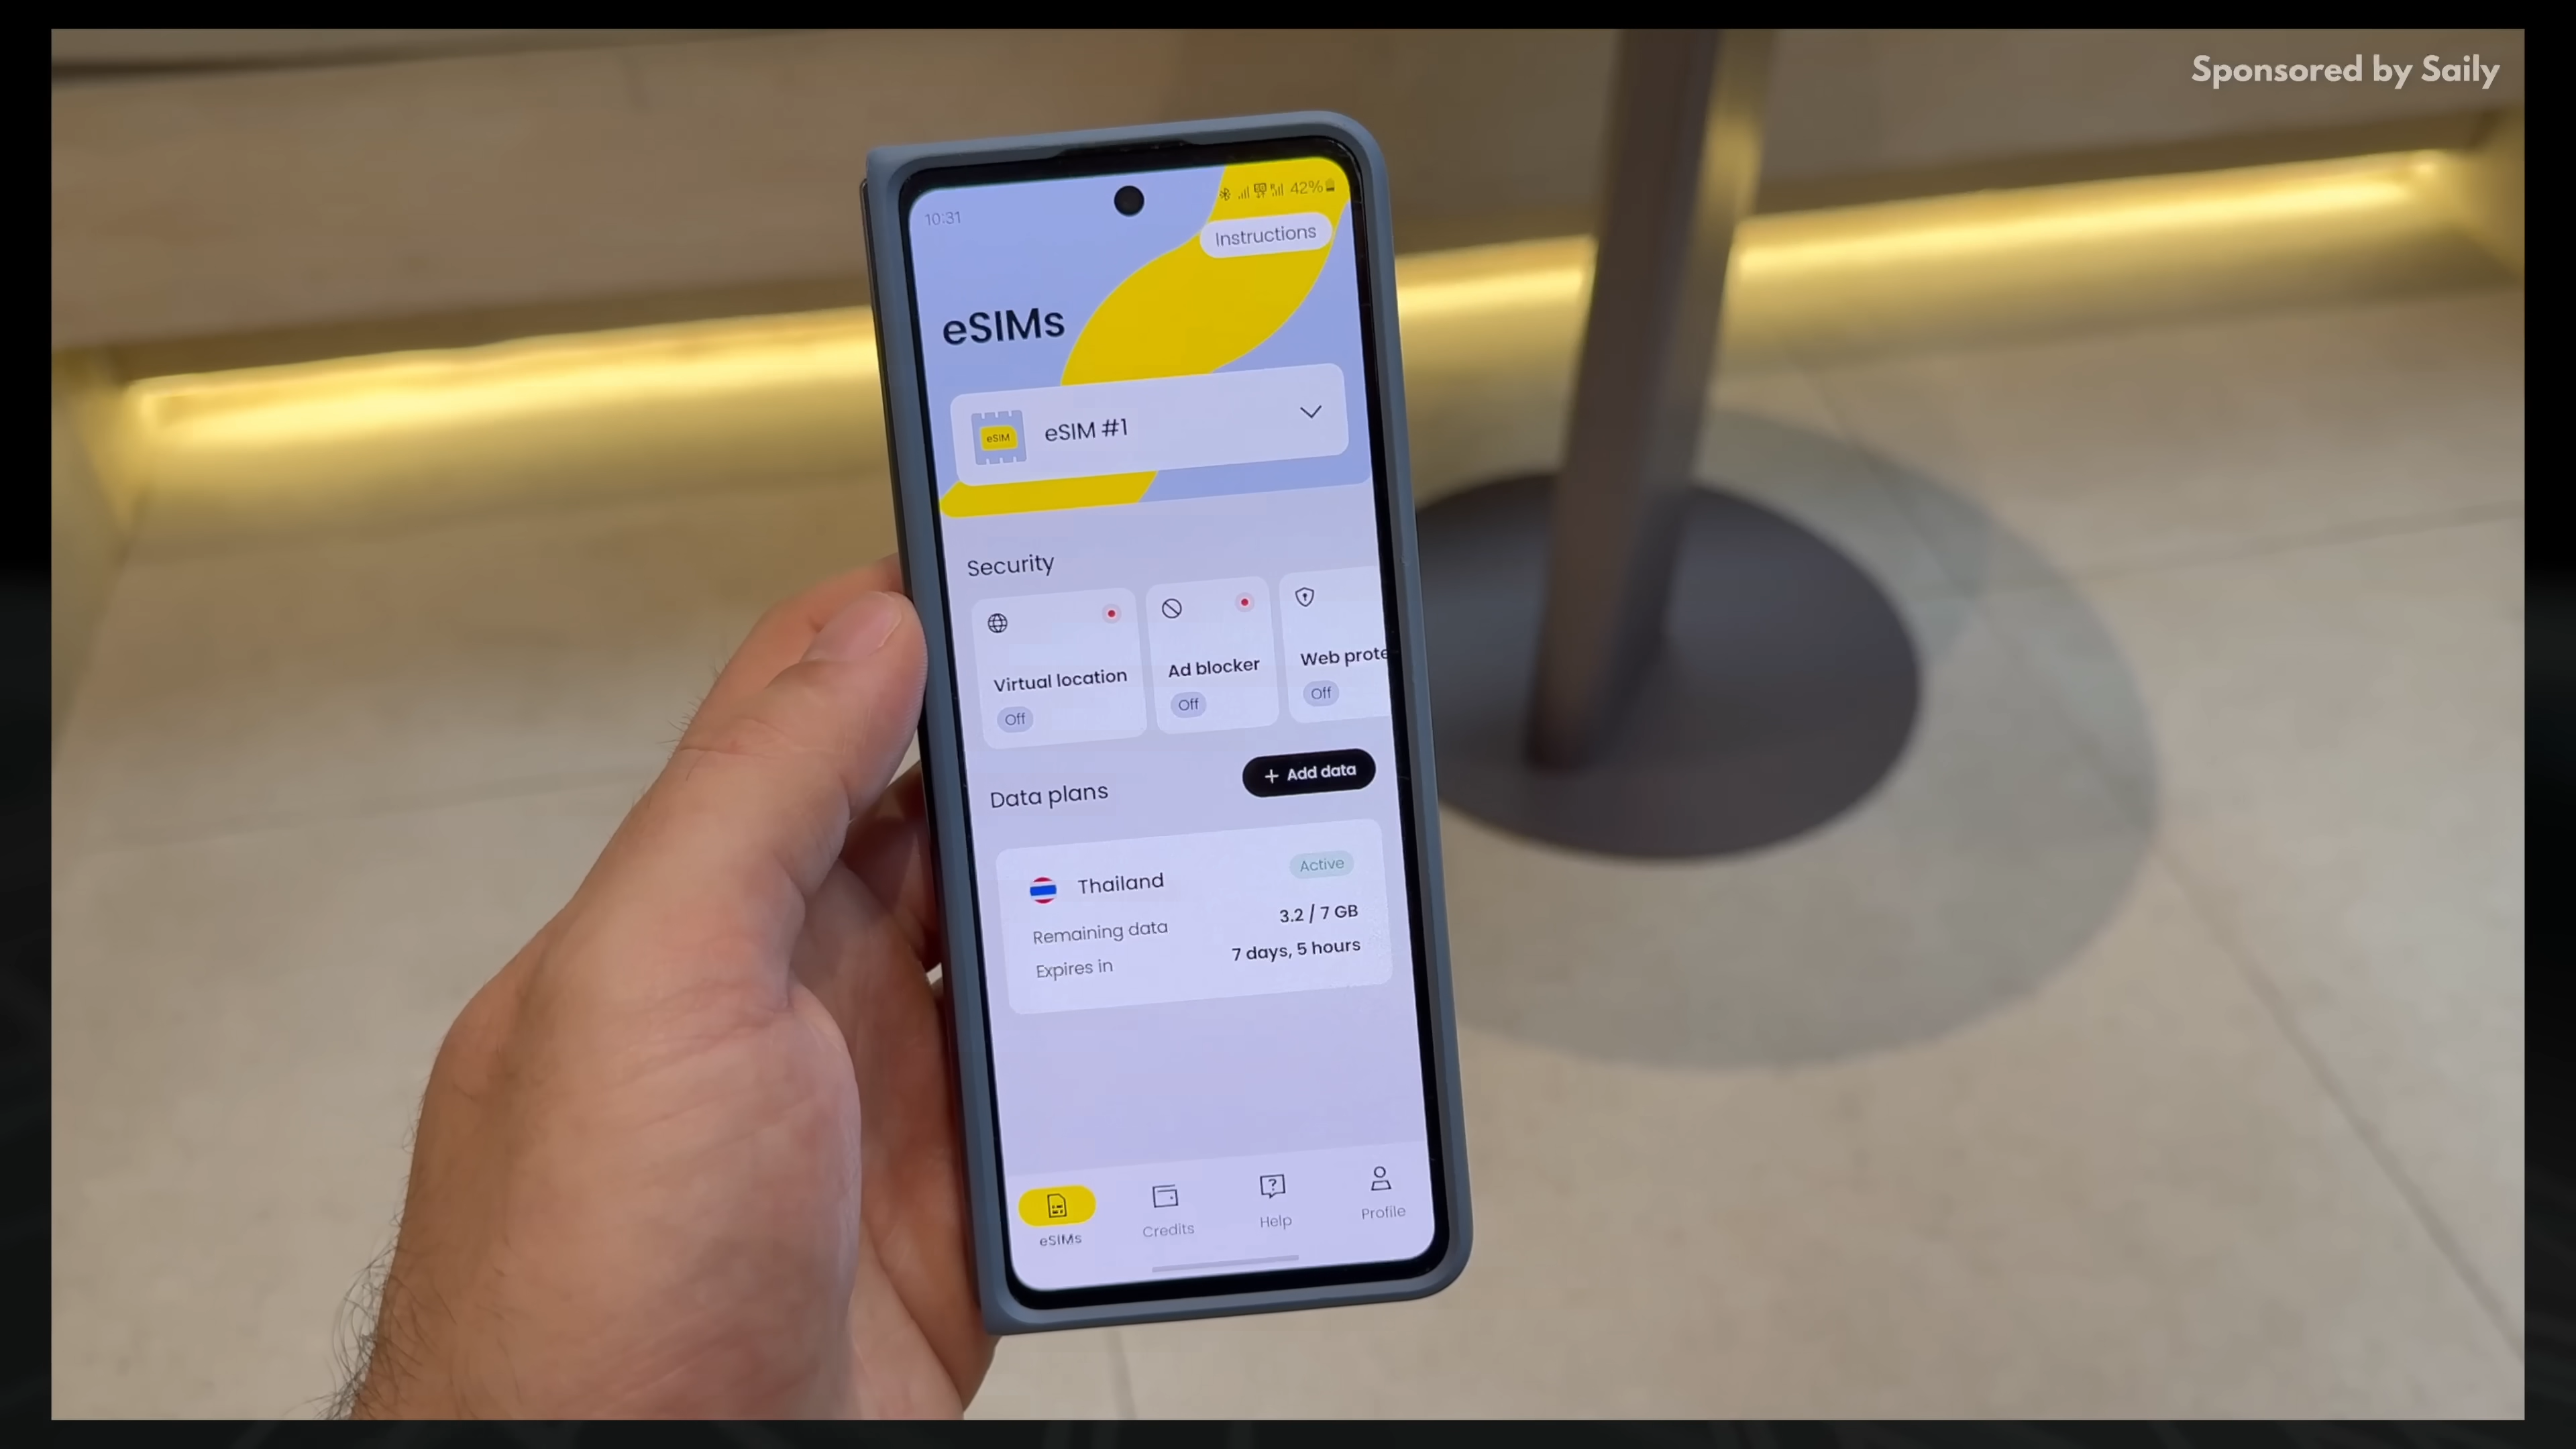 Sponsored by Saily
10:31
42%
Instructions
eSIMs
eSIM
eSIM #1
Security
Virtual location
Off
Ad blocker
Off
Web prote
Off
Data plans
+ Add data
Thailand
Active
Remaining data
3.2 / 7 GB
Expires in
7 days, 5 hours
eSIMs
Credits
Help
Profile